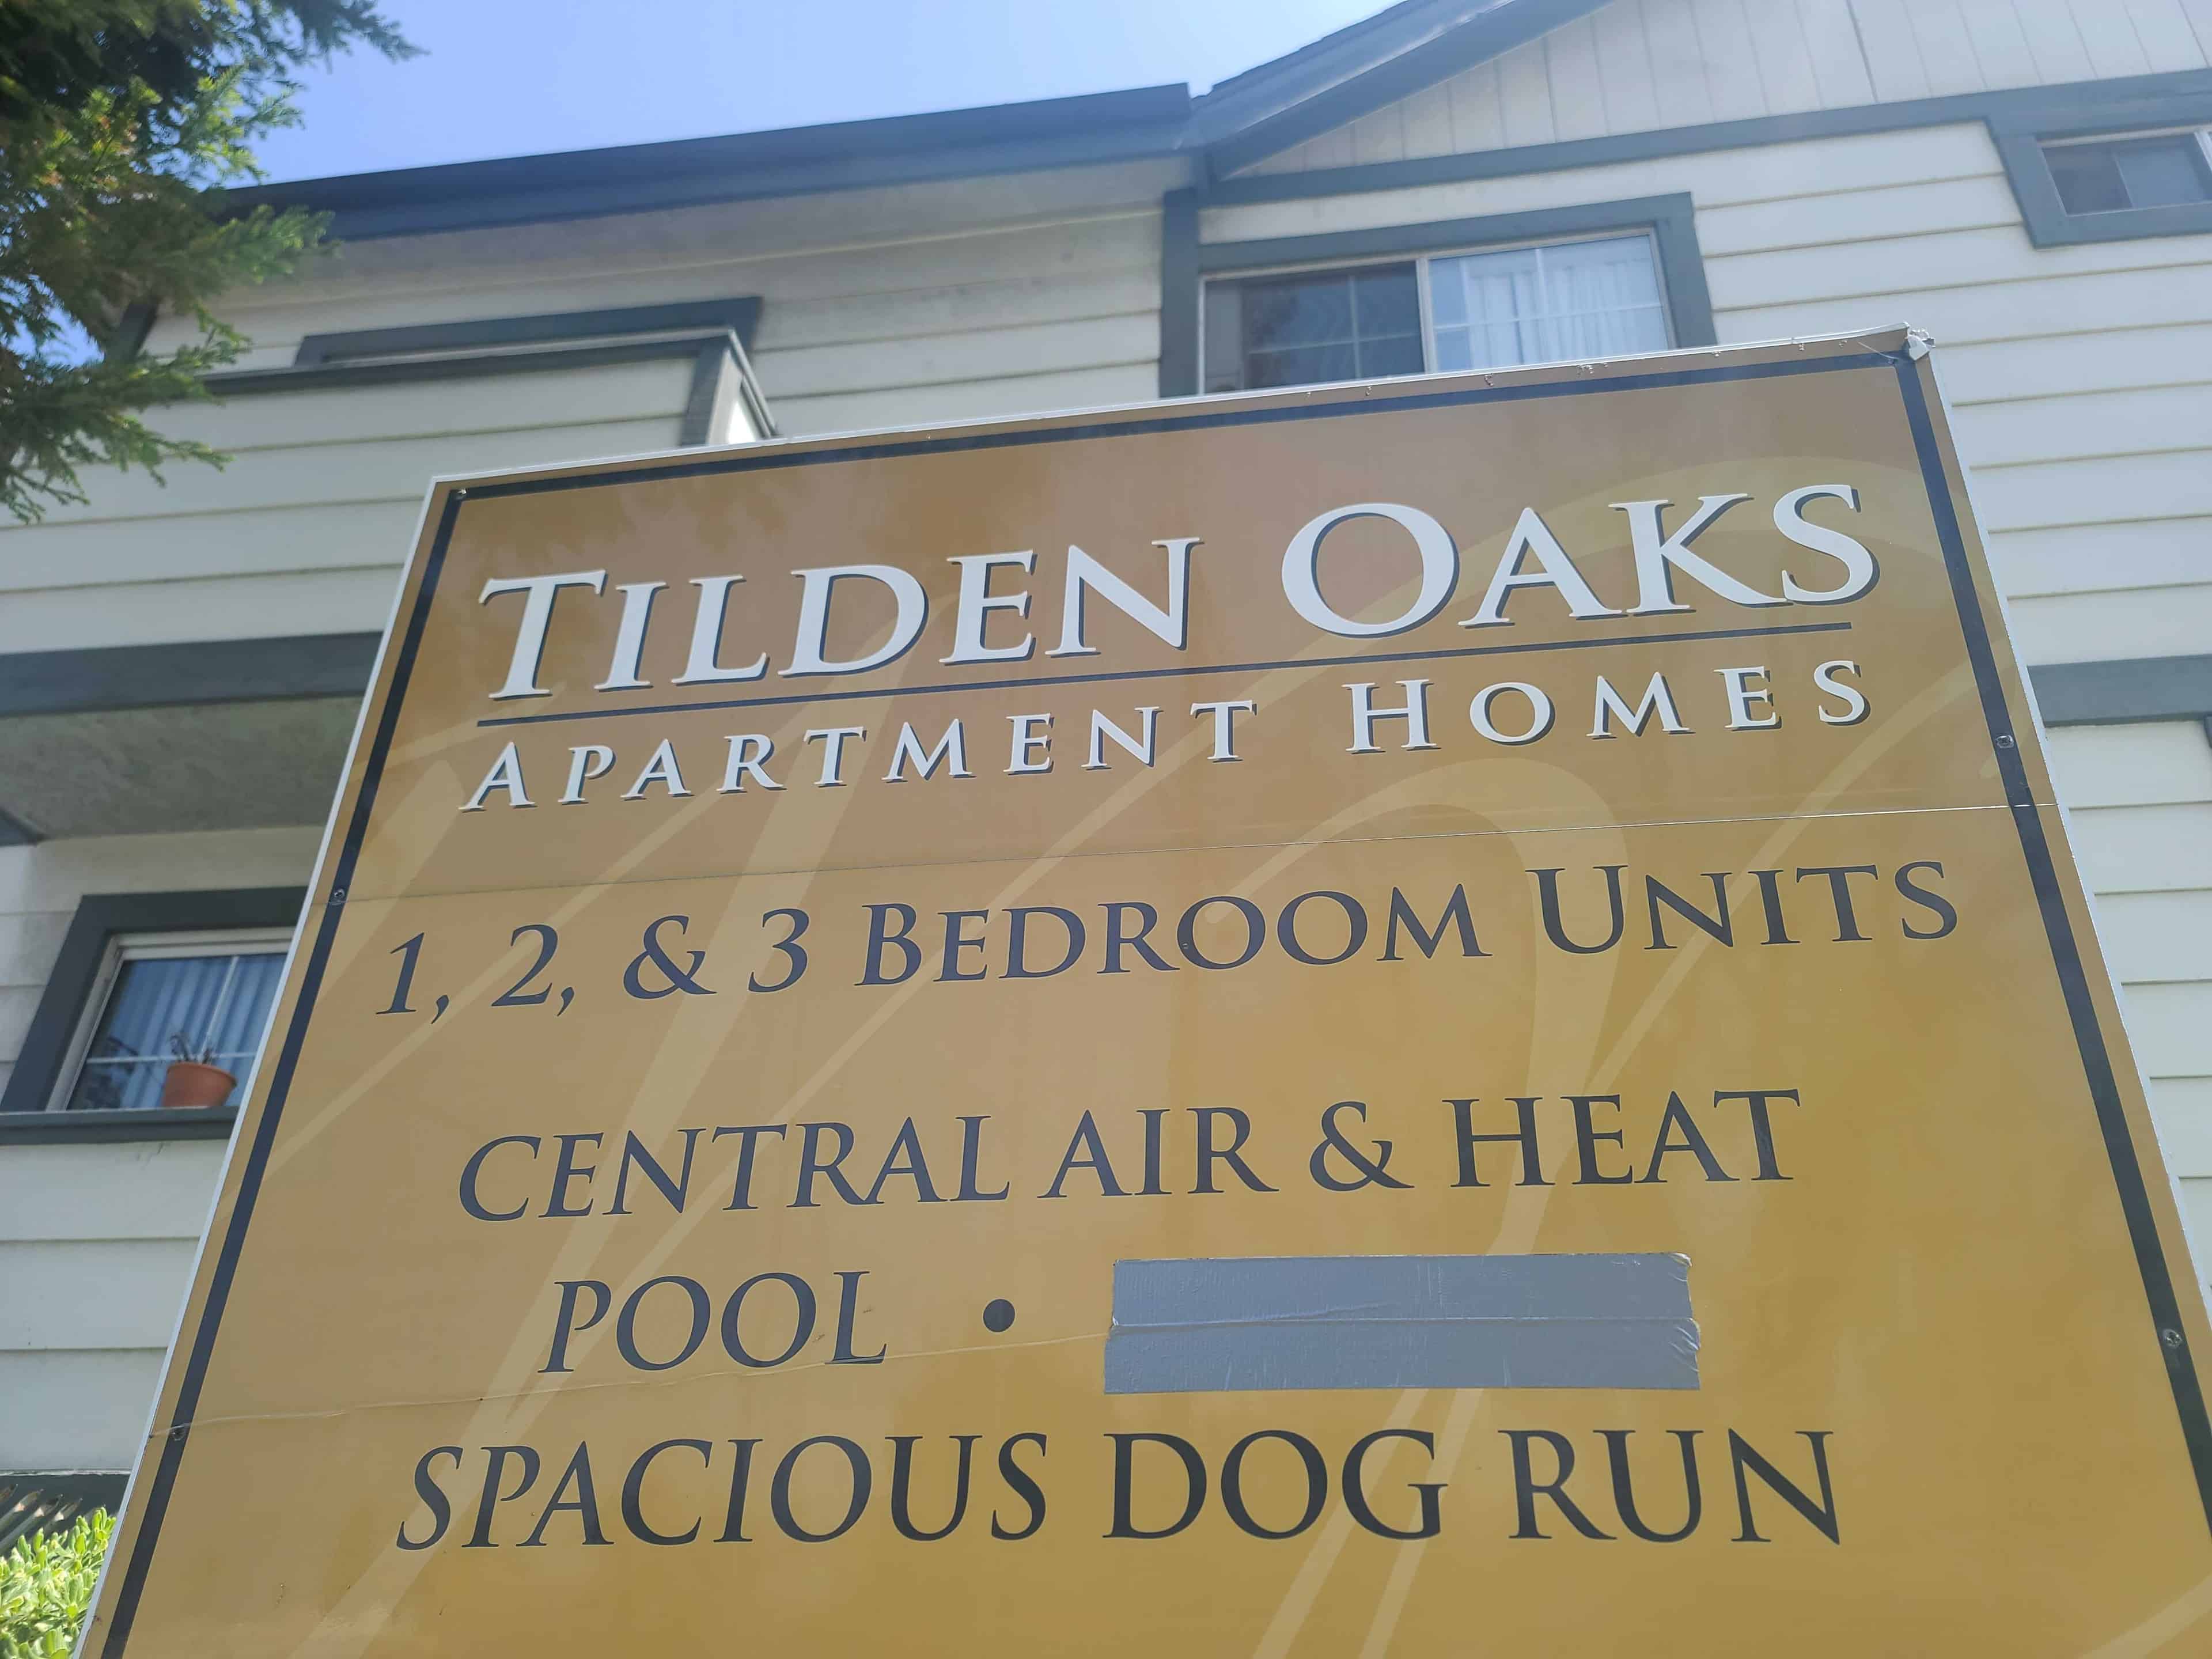 TILDEN OAKS
APARTMENT HOMES
1, 2, & 3 BEDROOM UNITS
CENTRAL AIR & HEAT
POOL •
SPACIOUS DOG RUN